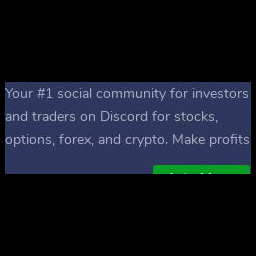 Your #1 social community for investors
and traders on Discord for stocks,
options, forex, and crypto. Make profits